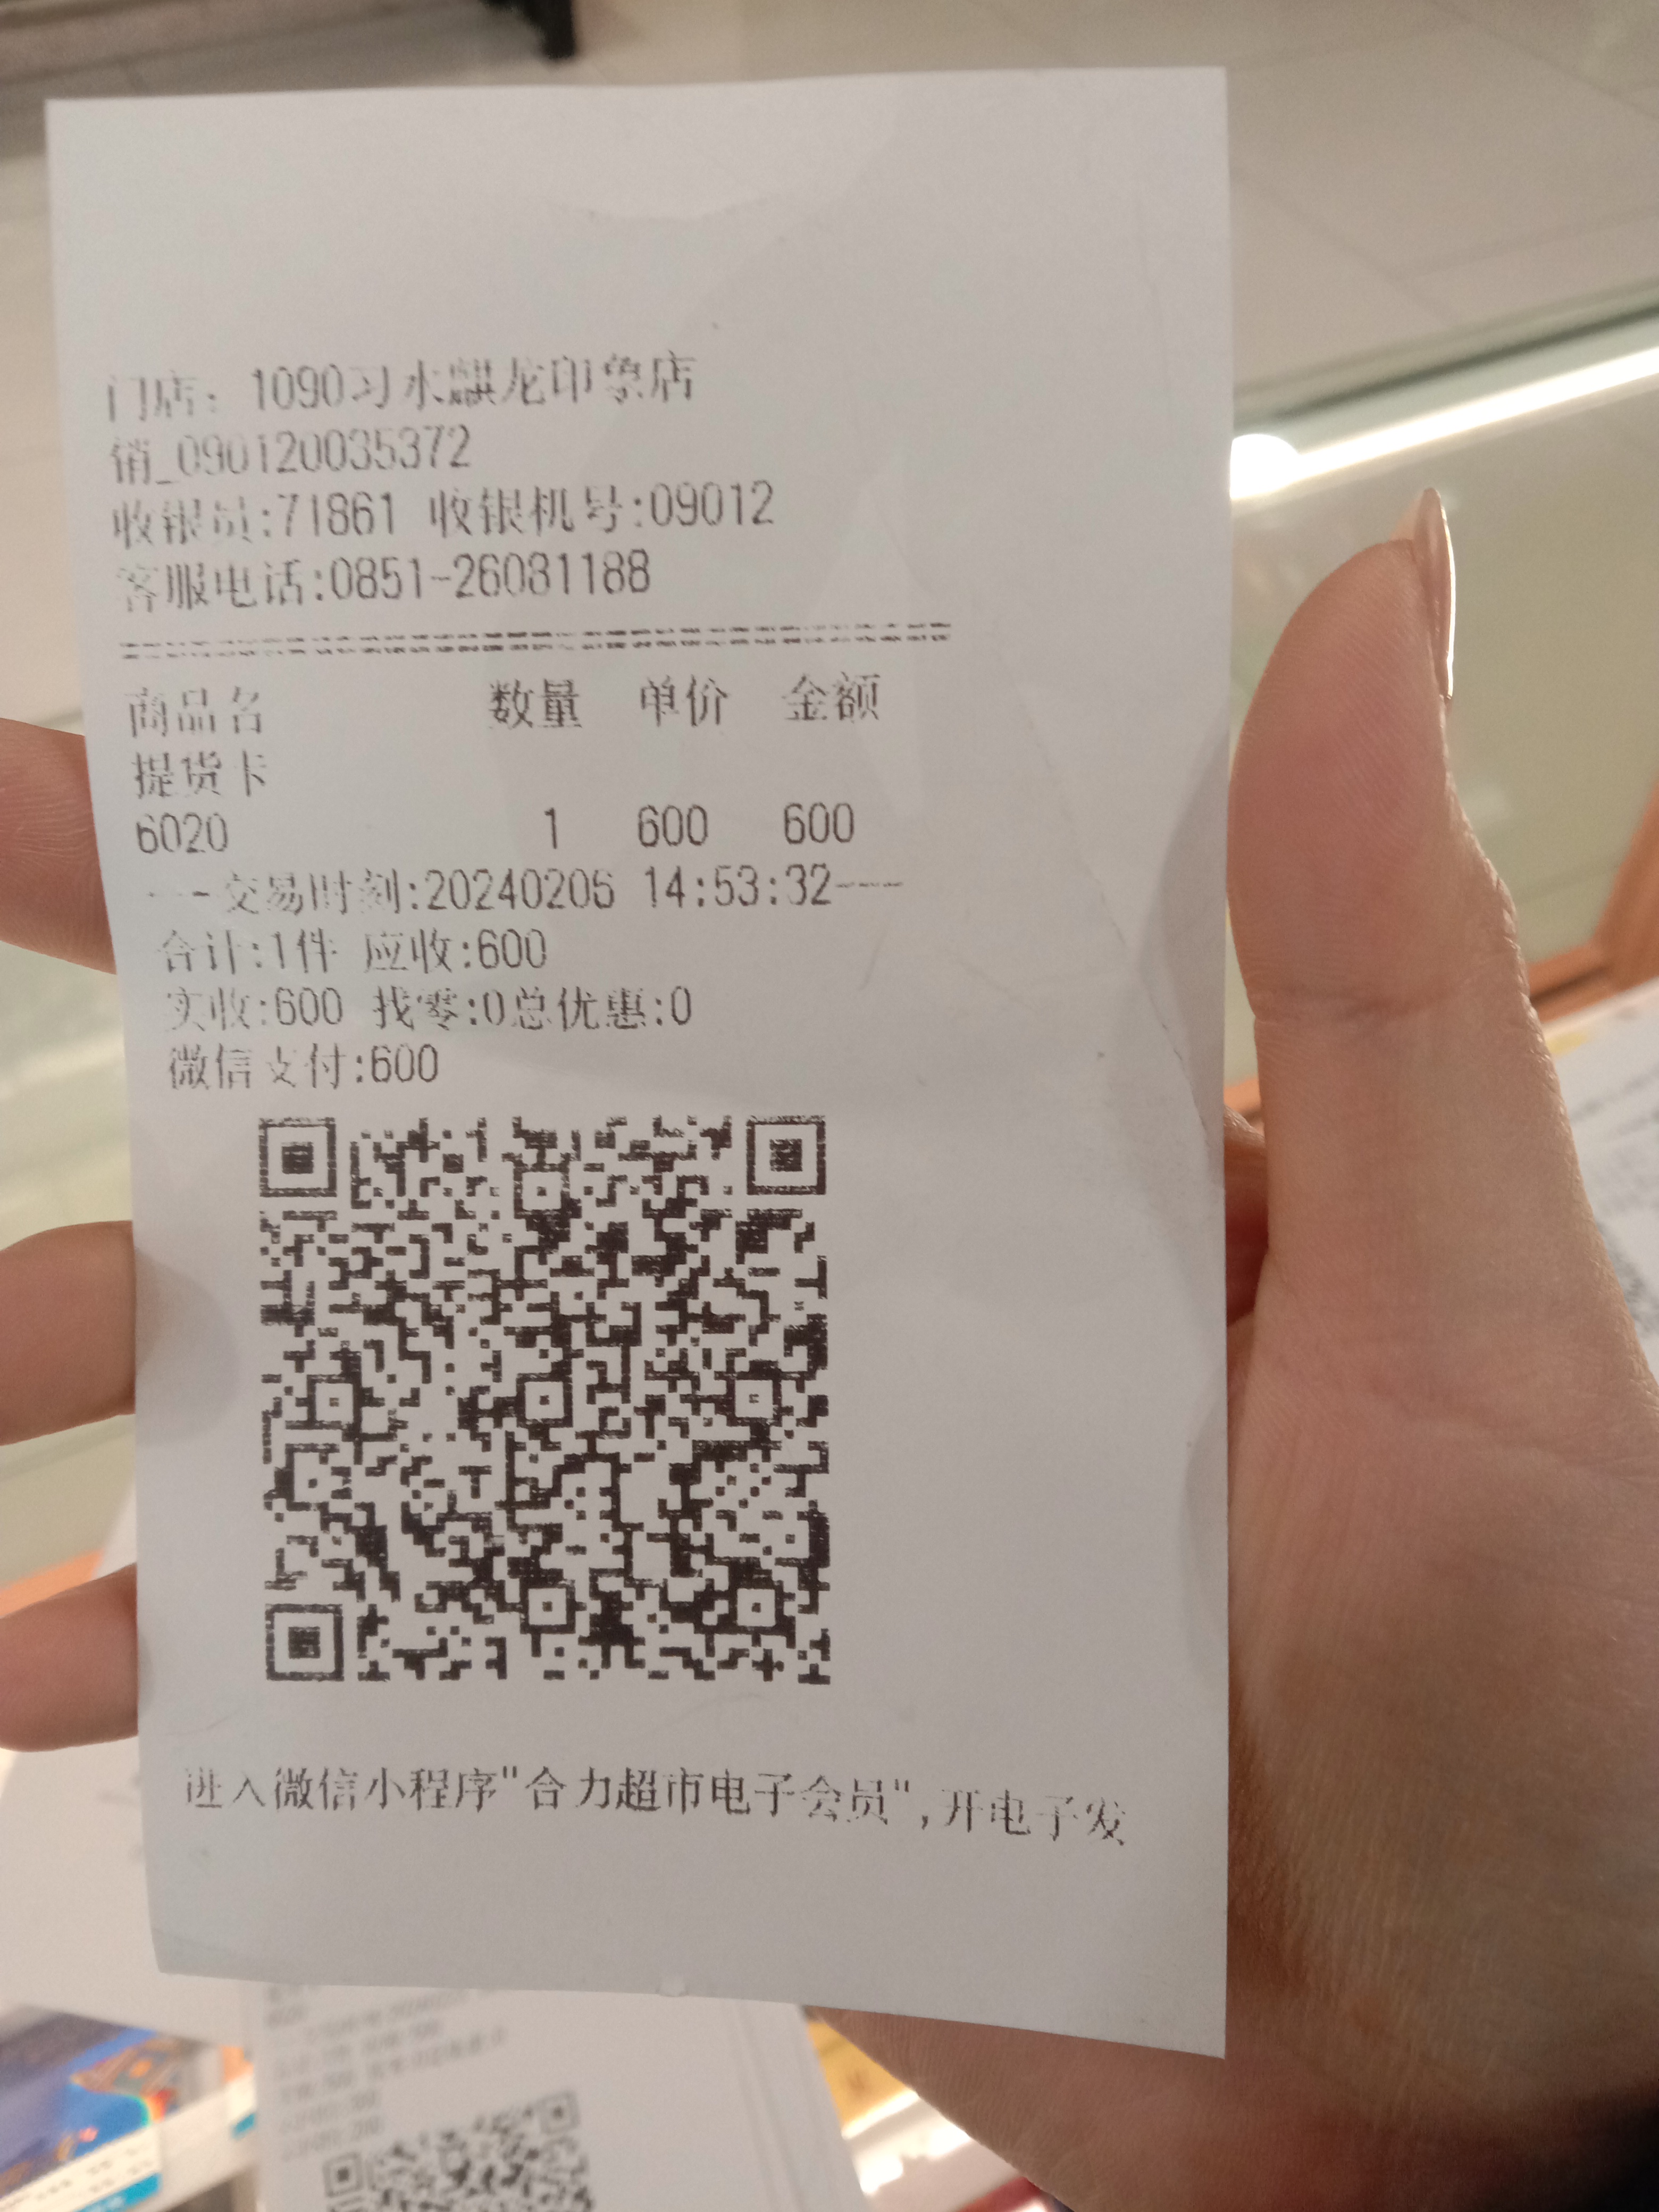 门店: 1090习水麒龙印象店
销_090120035372
收银员:71861 收银机号:09012
客服电话:0851-26081188
商品名 数量 单价 金额
提货卡
6020 1 600 600
---交易时刻:20240206 14:53:32---
合计:1件 应收:600
实收:600 找零:0总优惠:0
微信支付:600
进入微信小程序"合力超市电子会员",开电子发